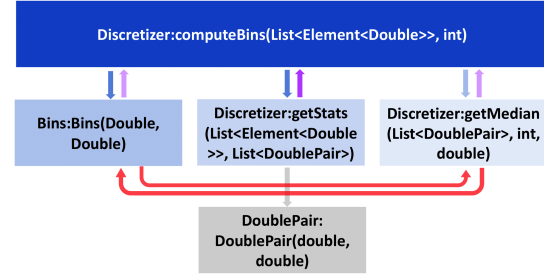 Discretizer:computeBins(List<Element<Double>>, int)
Bins:Bins(Double,
Double)
Discretizer:getStats
(List<Element<Double
>>, List<DoublePair>)
Discretizer:getMedian
(List<DoublePair>, int,
double)
DoublePair:
DoublePair(double,
double)